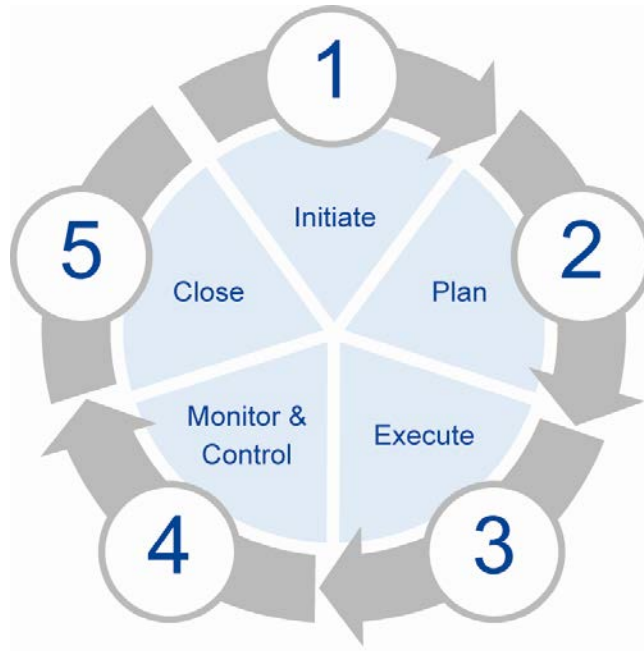 1
Initiate
2
Plan
3
Execute
4
Monitor &
Control
5
Close